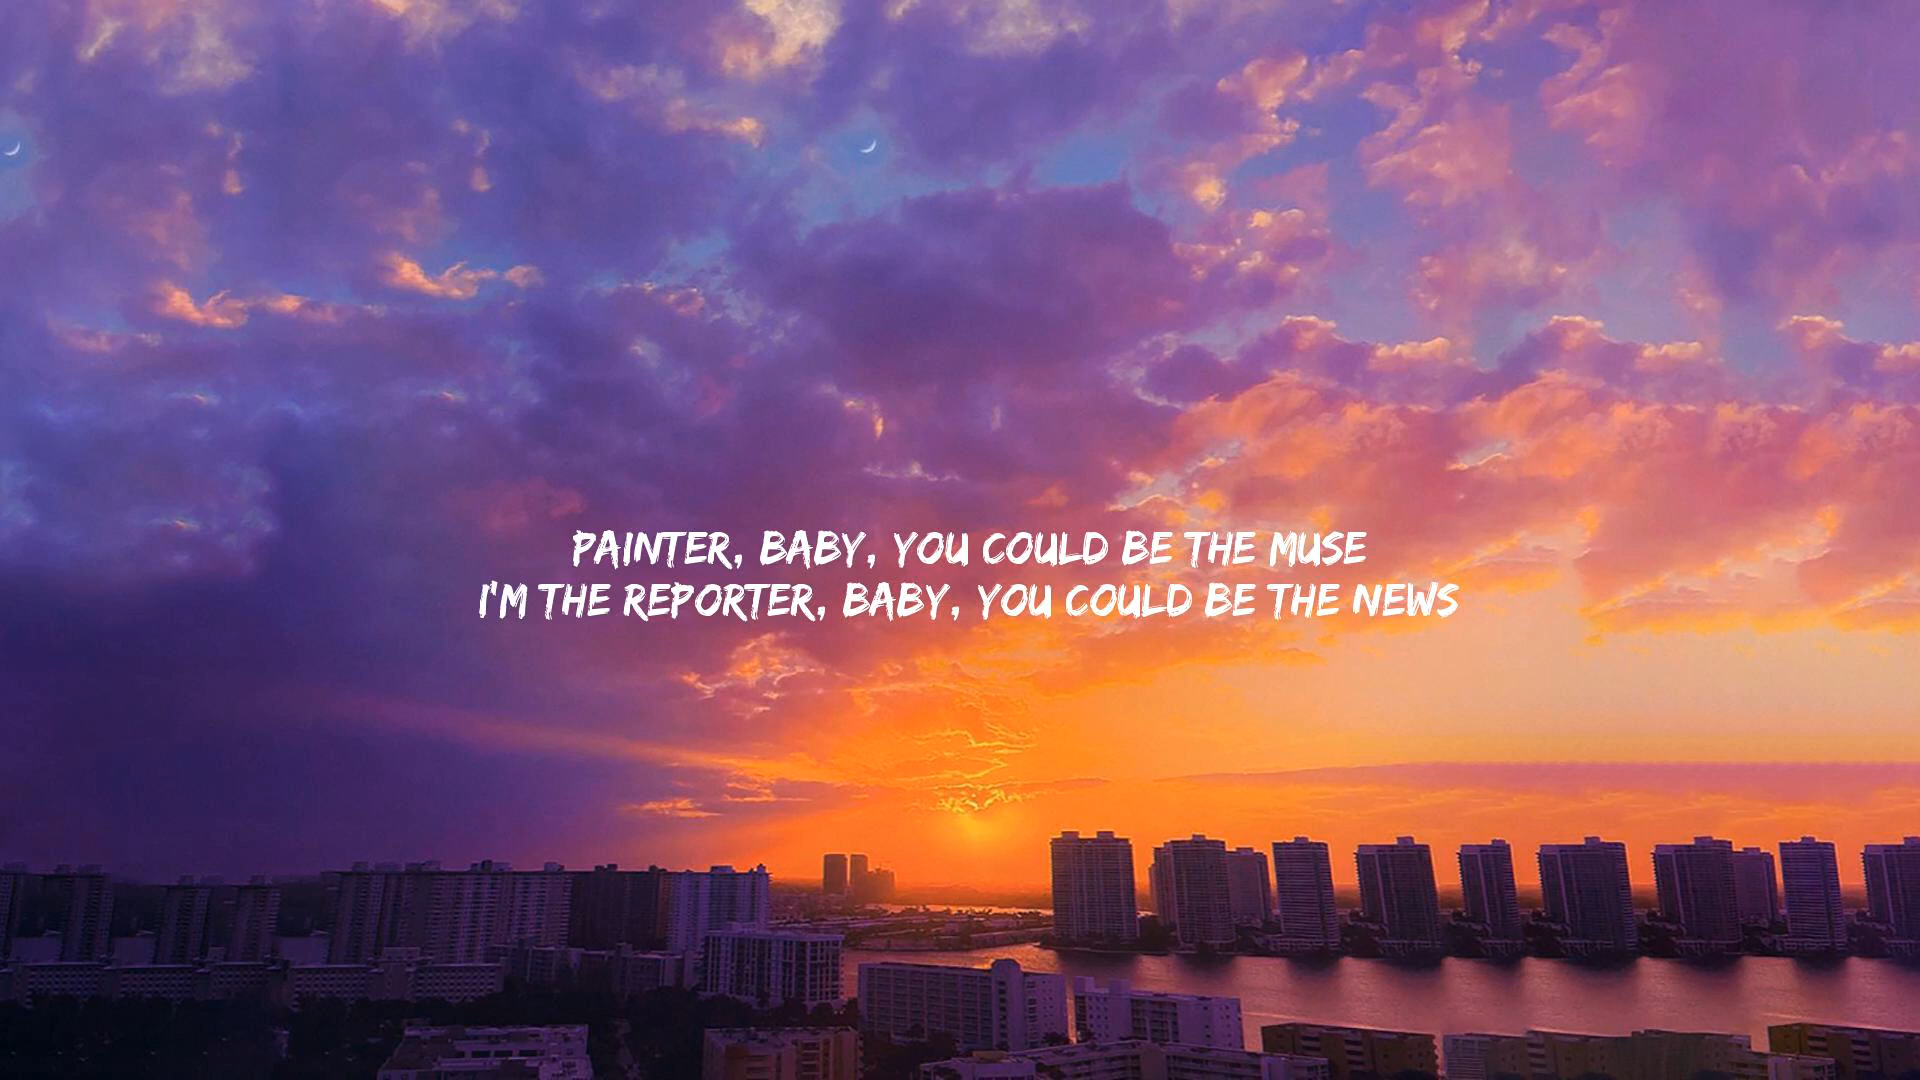 PAINTER, BABY, YOU COULD BE THE MUSE
I'M THE REPORTER, BABY, YOU COULD BE THE NEWS